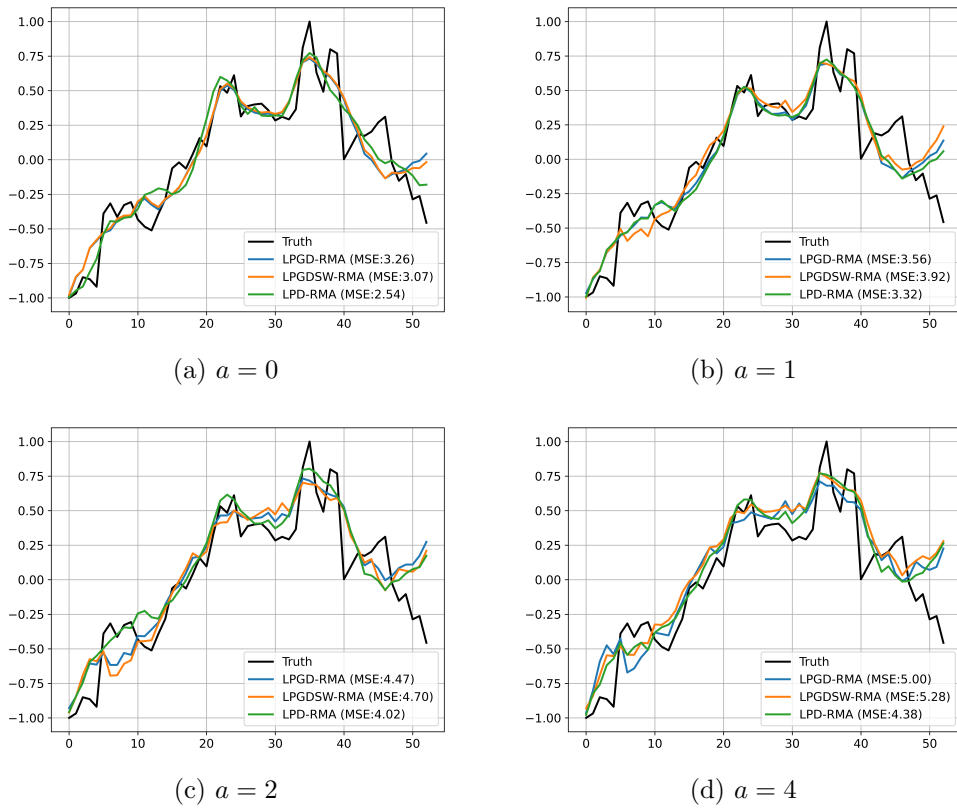 1.00
0.75
0.50
0.25
0.00
−0.25
−0.50
−0.75
−1.00
0 10 20 30 40 50
Truth
LPGD-RMA (MSE:3.26)
LPGDSW-RMA (MSE:3.07)
LPD-RMA (MSE:2.54)
(a) a = 0
1.00
0.75
0.50
0.25
0.00
−0.25
−0.50
−0.75
−1.00
0 10 20 30 40 50
Truth
LPGD-RMA (MSE:3.56)
LPGDSW-RMA (MSE:3.92)
LPD-RMA (MSE:3.32)
(b) a = 1
1.00
0.75
0.50
0.25
0.00
−0.25
−0.50
−0.75
−1.00
0 10 20 30 40 50
Truth
LPGD-RMA (MSE:4.47)
LPGDSW-RMA (MSE:4.70)
LPD-RMA (MSE:4.02)
(c) a = 2
1.00
0.75
0.50
0.25
0.00
−0.25
−0.50
−0.75
−1.00
0 10 20 30 40 50
Truth
LPGD-RMA (MSE:5.00)
LPGDSW-RMA (MSE:5.28)
LPD-RMA (MSE:4.38)
(d) a = 4